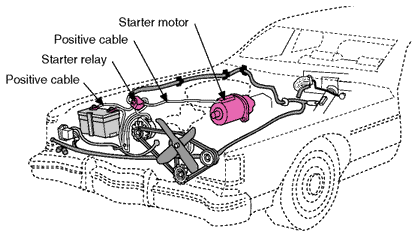 Starter motor
Positive cable
Starter relay
Positive cable